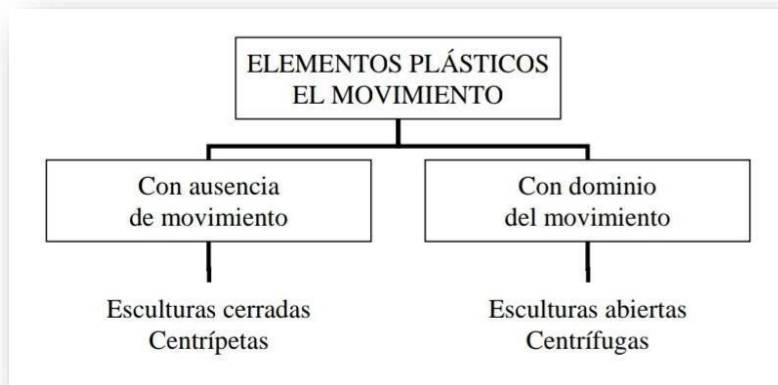 ELEMENTOS PLÁSTICOS
EL MOVIMIENTO
Con ausencia
de movimiento
Con dominio
del movimiento
Esculturas cerradas
Centrípetas
Esculturas abiertas
Centrífugas